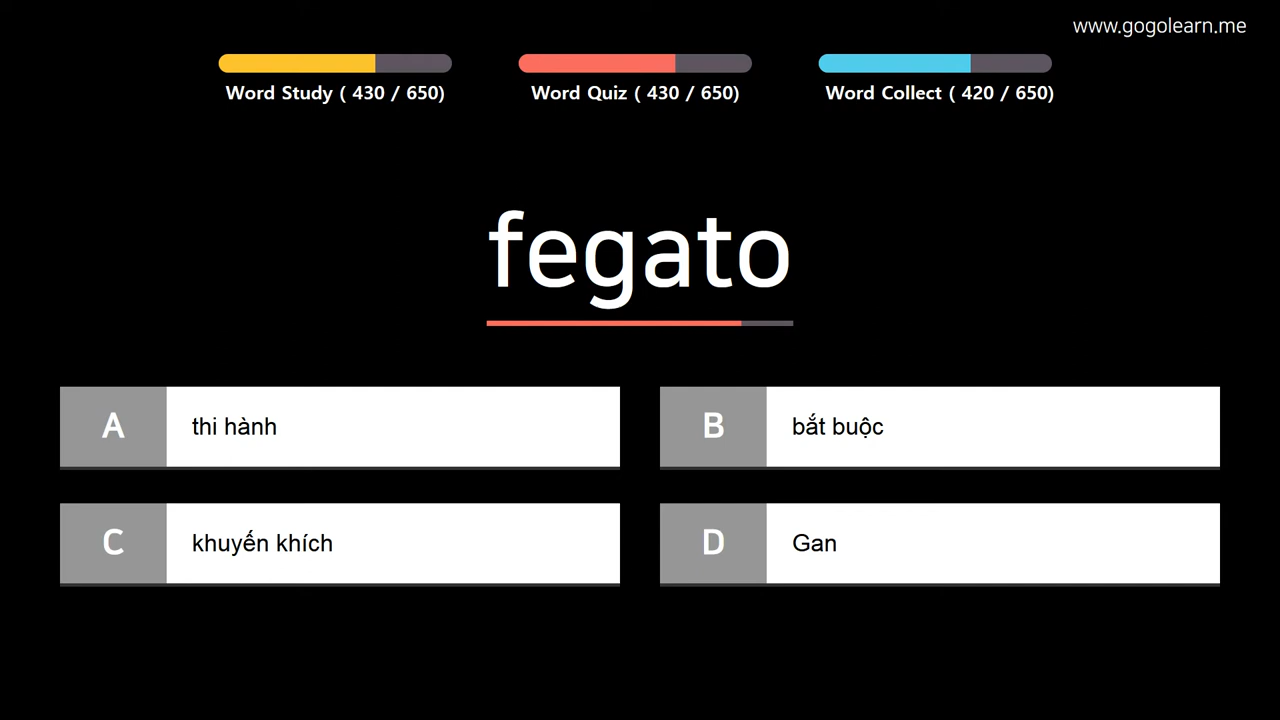 www.gogolearn.me
Word Study ( 430 / 650)
Word Quiz ( 430 / 650)
Word Collect ( 420 / 650)
fegato
A thi hành
B bắt buộc
C khuyến khích
D Gan